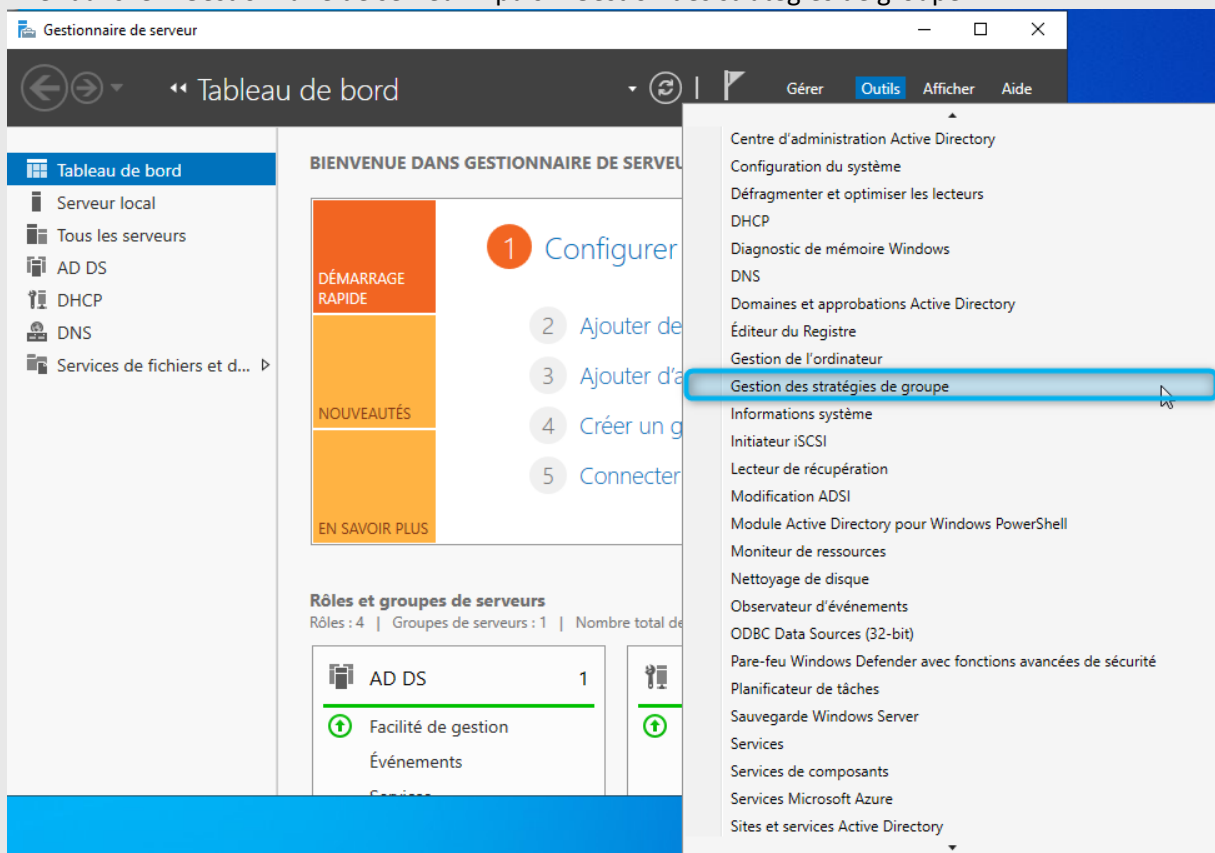 Gestionnaire de serveur
Tableau de bord
Gérer Outils Afficher Aide
Tableau de bord
Serveur local
Tous les serveurs
AD DS
DHCP
DNS
Services de fichiers et d...
BIENVENUE DANS GESTIONNAIRE DE SERVEU
DÉMARRAGE
RAPIDE
NOUVEAUTÉS
EN SAVOIR PLUS
1 Configurer
2 Ajouter de
3 Ajouter d'a
4 Créer un g
5 Connecter
Rôles et groupes de serveurs
Rôles : 4 | Groupes de serveurs : 1 | Nombre total de
AD DS 1
Facilité de gestion
Événements
Centre d'administration Active Directory
Configuration du système
Défragmenter et optimiser les lecteurs
DHCP
Diagnostic de mémoire Windows
DNS
Domaines et approbations Active Directory
Éditeur du Registre
Gestion de l'ordinateur
Gestion des stratégies de groupe
Informations système
Initiateur iSCSI
Lecteur de récupération
Modification ADSI
Module Active Directory pour Windows PowerShell
Moniteur de ressources
Nettoyage de disque
Observateur d'événements
ODBC Data Sources (32-bit)
Pare-feu Windows Defender avec fonctions avancées de sécurité
Planificateur de tâches
Sauvegarde Windows Server
Services
Services de composants
Services Microsoft Azure
Sites et services Active Directory